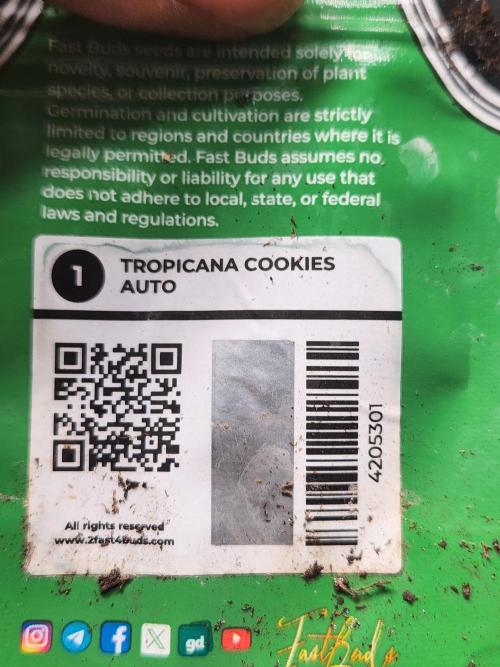 Fast Buds seeds are intended solely for
novelty, souvenir, preservation of plant
species, or collection purposes.
Germination and cultivation are strictly
limited to regions and countries where it is
legally permitted. Fast Buds assumes no
responsibility or liability for any use that
does not adhere to local, state, or federal
laws and regulations.
1
TROPICANA COOKIES
AUTO
4205301
All rights reserved
www.2fast4buds.com
gd
FastBuds